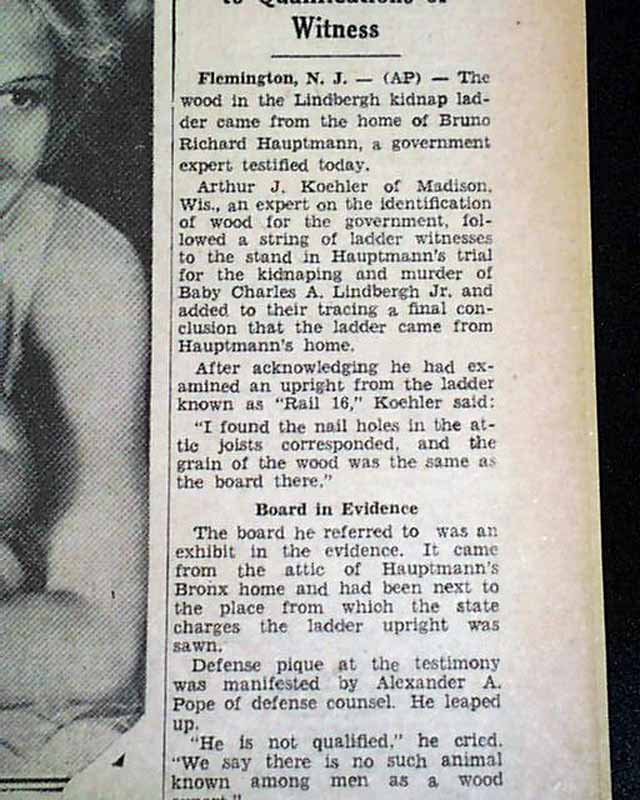 to Qualifications of
Witness
Flemington, N. J. — (AP) — The
wood in the Lindbergh kidnap lad-
der came from the home of Bruno
Richard Hauptmann, a government
expert testified today.
Arthur J. Koehler of Madison,
Wis., an expert on the identification
of wood for the government, fol-
lowed a string of ladder witnesses
to the stand in Hauptmann's trial
for the kidnaping and murder of
Baby Charles A. Lindbergh Jr. and
added to their tracing a final con-
clusion that the ladder came from
Hauptmann's home.
After acknowledging he had ex-
amined an upright from the ladder
known as "Rail 16," Koehler said:
"I found the nail holes in the at-
tic joists corresponded, and the
grain of the wood was the same as
the board there."
Board in Evidence
The board he referred to was an
exhibit in the evidence. It came
from the attic of Hauptmann's
Bronx home and had been next to
the place from which the state
charges the ladder upright was
sawn.
Defense pique at the testimony
was manifested by Alexander A.
Pope of defense counsel. He leaped
up.
"He is not qualified," he cried.
"We say there is no such animal
known among men as a wood
expert."